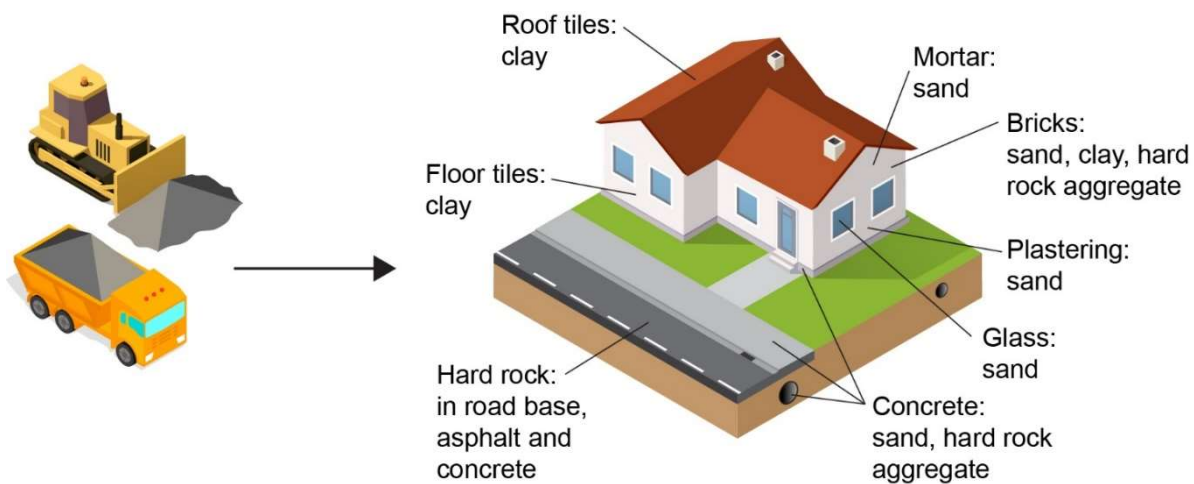 Roof tiles:
clay
Mortar:
sand
Bricks:
sand, clay, hard
rock aggregate
Floor tiles:
clay
Plastering:
sand
Glass:
sand
Hard rock:
in road base,
asphalt and
concrete
Concrete:
sand, hard rock
aggregate